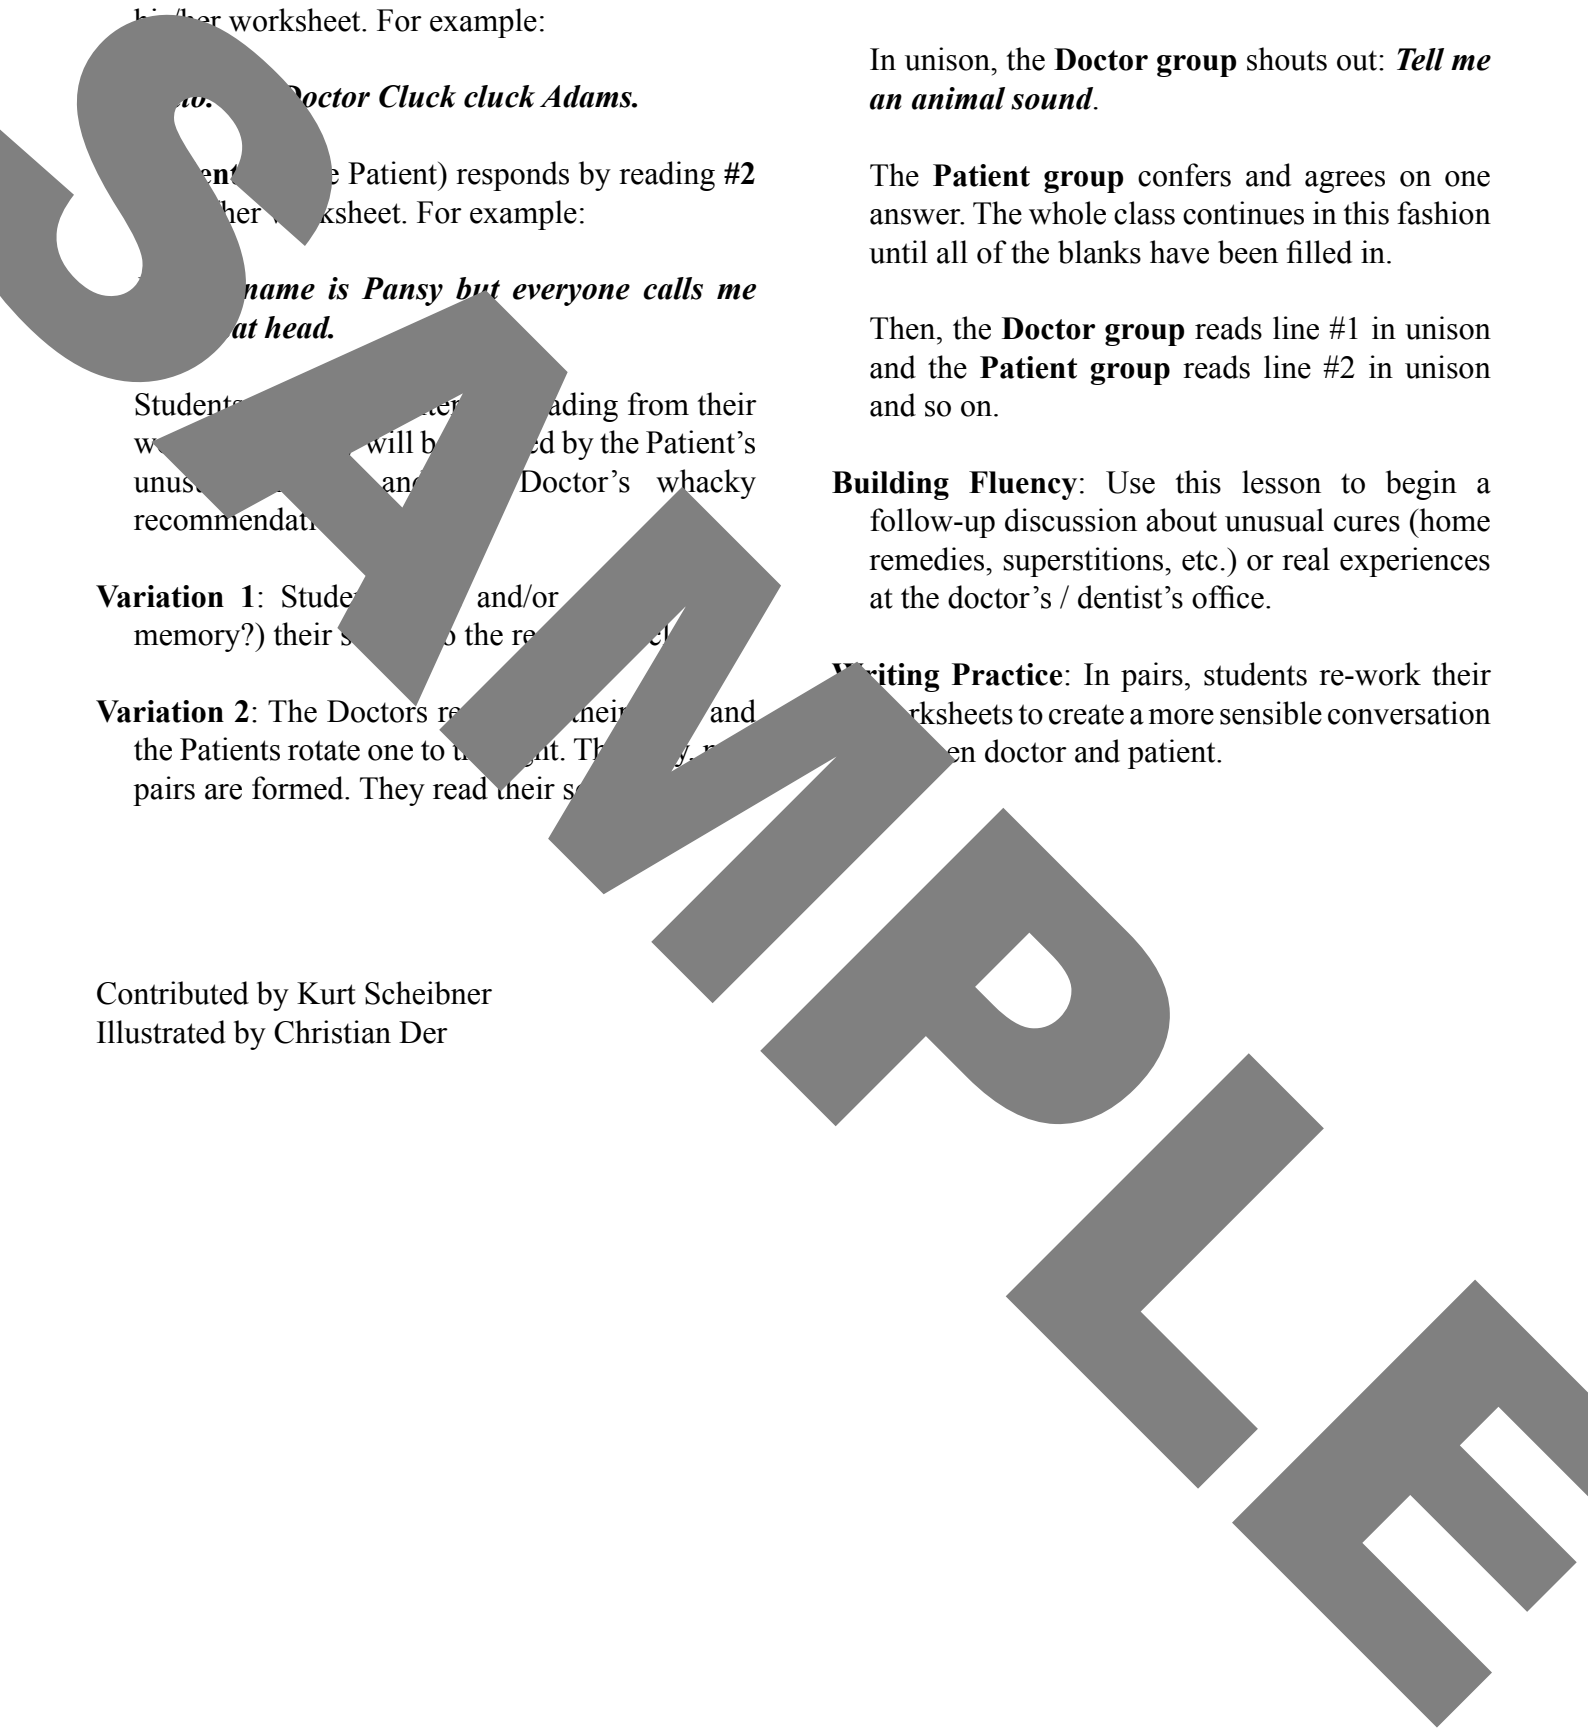 his/her worksheet. For example:
Doctor Cluck cluck Adams.
Patient) responds by reading #2
worksheet. For example:
name is Pansy but everyone calls me
head.
Students reading from their
will by the Patient's
and Doctor's whacky
Variation 1: and/or
memory?) their the
Variation 2: The Doctors their and
the Patients rotate one to
pairs are formed. They read their
Contributed by Kurt Scheibner
Illustrated by Christian Der
In unison, the Doctor group shouts out: Tell me
an animal sound.
The Patient group confers and agrees on one
answer. The whole class continues in this fashion
until all of the blanks have been filled in.
Then, the Doctor group reads line #1 in unison
and the Patient group reads line #2 in unison
and so on.
Building Fluency: Use this lesson to begin a
follow-up discussion about unusual cures (home
remedies, superstitions, etc.) or real experiences
at the doctor's / dentist's office.
Writing Practice: In pairs, students re-work their
worksheets to create a more sensible conversation
doctor and patient.
SAMPLE